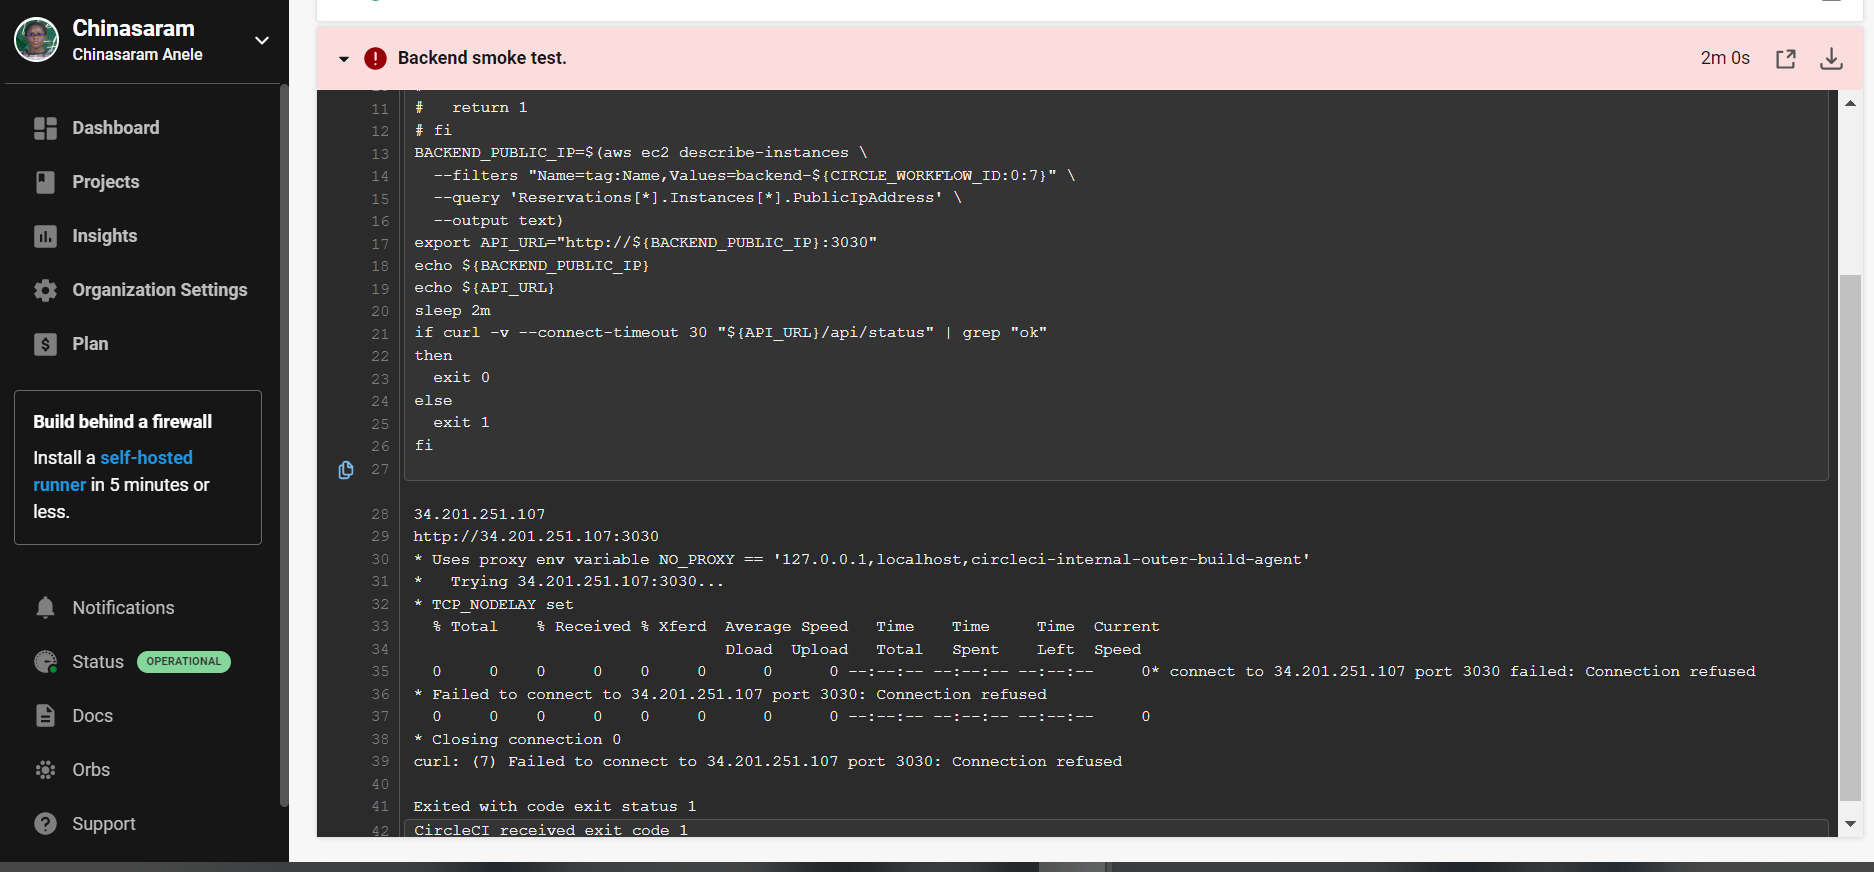 Chinasaram
Chinasaram Anele
Dashboard
Projects
Insights
Organization Settings
Plan
Build behind a firewall
Install a self-hosted
runner in 5 minutes or
less.
Notifications
Status OPERATIONAL
Docs
Orbs
Support
Backend smoke test.
2m 0s
11 #   return 1
12 # fi
13 BACKEND_PUBLIC_IP=$(aws ec2 describe-instances \
14   --filters "Name=tag:Name,Values=backend-${CIRCLE_WORKFLOW_ID:0:7}" \
15   --query 'Reservations[*].Instances[*].PublicIpAddress' \
16   --output text)
17 export API_URL="http://${BACKEND_PUBLIC_IP}:3030"
18 echo ${BACKEND_PUBLIC_IP}
19 echo ${API_URL}
20 sleep 2m
21 if curl -v --connect-timeout 30 "${API_URL}/api/status" | grep "ok"
22 then
23   exit 0
24 else
25   exit 1
26 fi
27
28 34.201.251.107
29 http://34.201.251.107:3030
30 * Uses proxy env variable NO_PROXY == '127.0.0.1,localhost,circleci-internal-outer-build-agent'
31 *   Trying 34.201.251.107:3030...
32 * TCP_NODELAY set
33   % Total    % Received % Xferd  Average Speed   Time    Time     Time  Current
34                                  Dload  Upload   Total   Spent    Left  Speed
35   0     0    0     0    0     0      0      0 --:--:-- --:--:-- --:--:--     0* connect to 34.201.251.107 port 3030 failed: Connection refused
36 * Failed to connect to 34.201.251.107 port 3030: Connection refused
37   0     0    0     0    0     0      0      0 --:--:-- --:--:-- --:--:--     0
38 * Closing connection 0
39 curl: (7) Failed to connect to 34.201.251.107 port 3030: Connection refused
40
41 Exited with code exit status 1
42 CircleCI received exit code 1